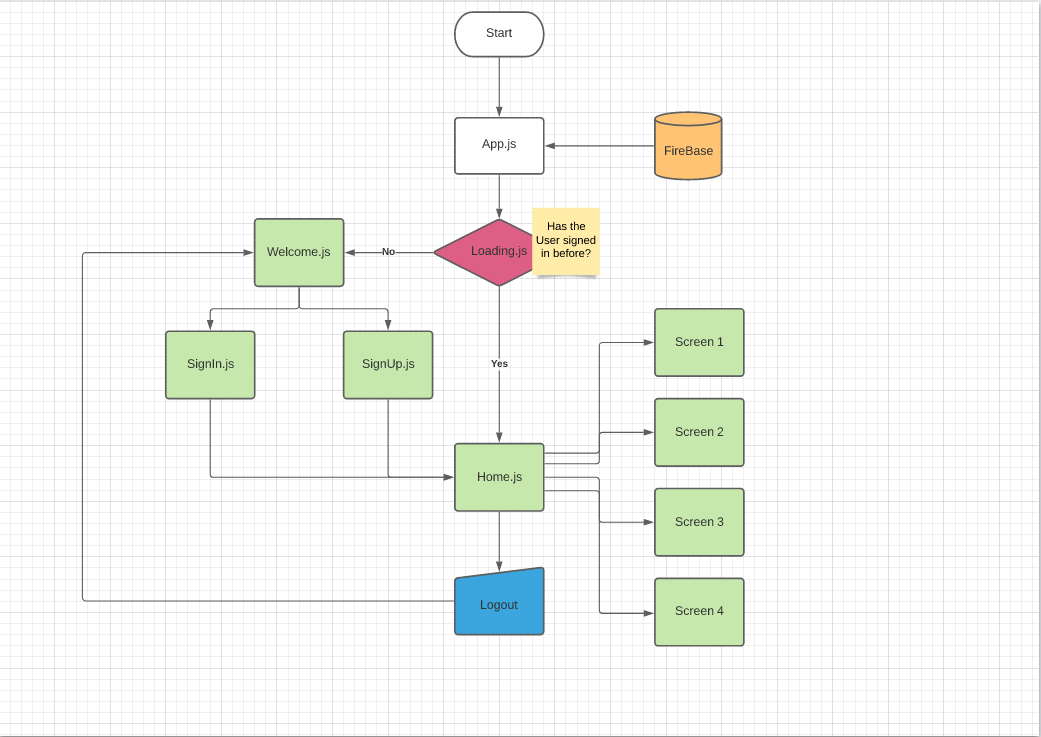 Start
App.js
FireBase
Has the
User signed
in before?
Welcome.js
No
Loading.js
Screen 1
SignIn.js
SignUp.js
Yes
Screen 2
Home.js
Screen 3
Logout
Screen 4